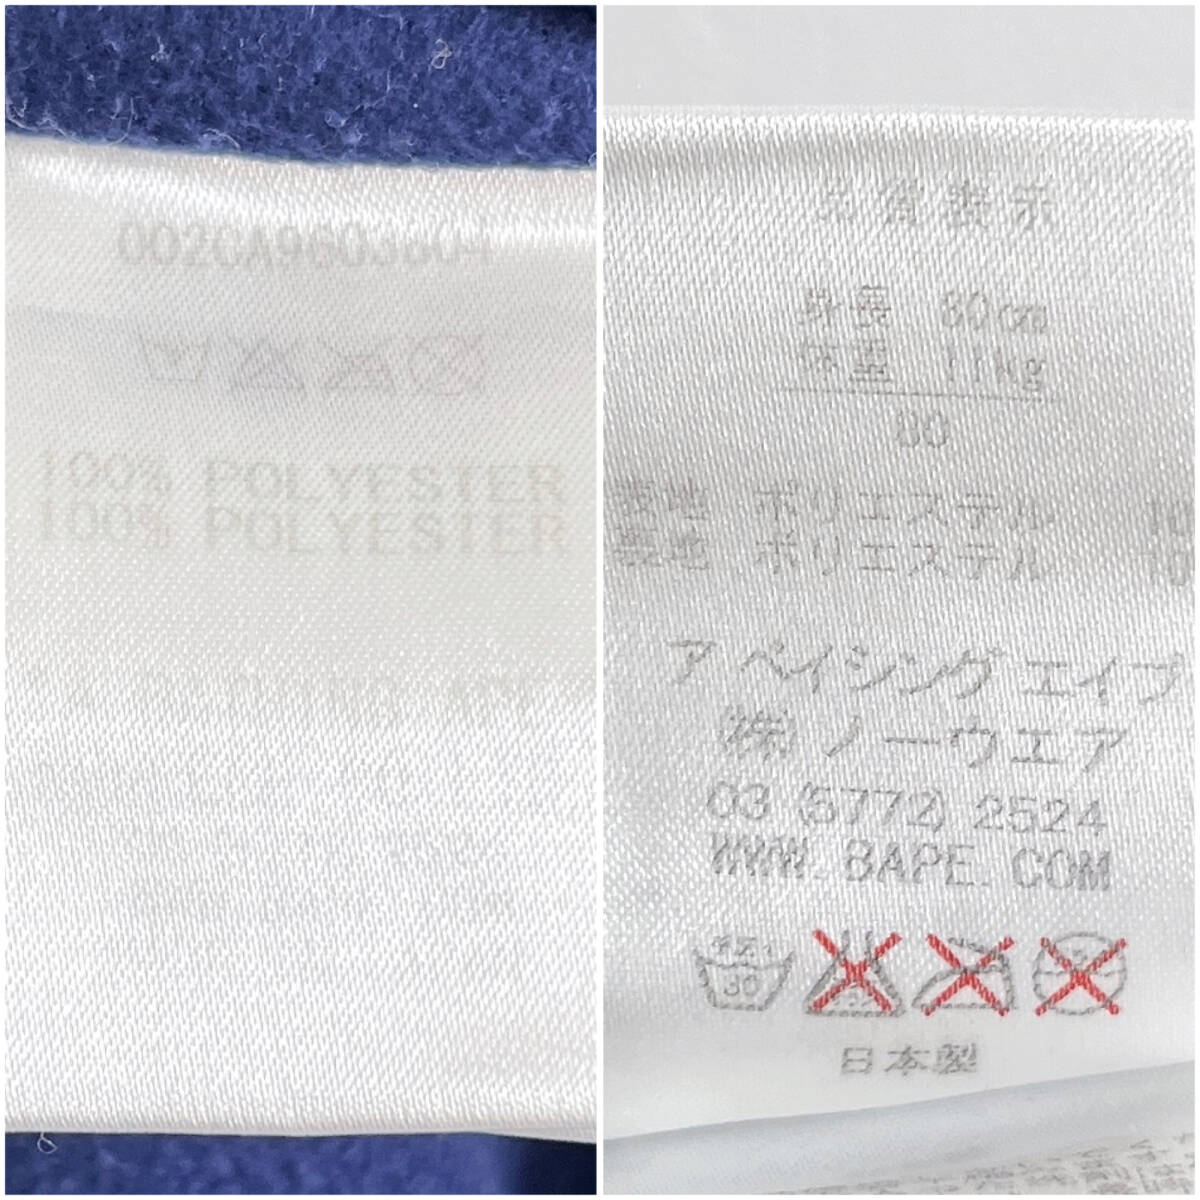 100% POLYESTER
100% POLYESTER
品質表示
身長 80cm
体重 11kg
80
表地 ポリエステル
裏地 ポリエステル
ア ベイシング エイプ
(株) ノーウエア
03 (5772) 2524
WWW. BAPE. COM
30
日本製